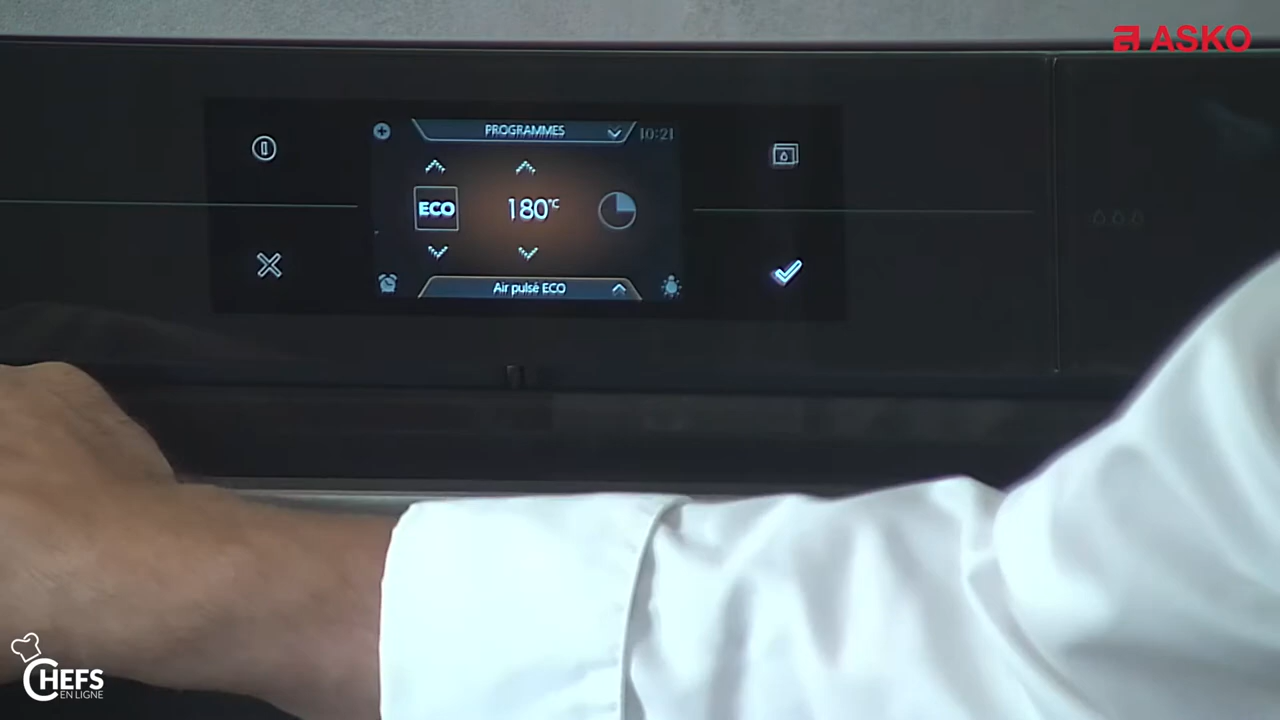 ASKO
PROGRAMMES
10:21
ECO
180°C
Air pulsé ECO
CHEFS
EN LIGNE